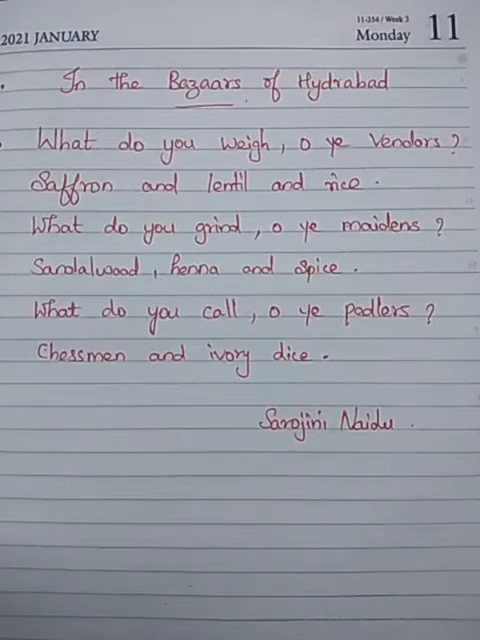 2021 JANUARY
11-354 / Week 3
Monday 11
In the Bazaars of Hydrabad
What do you weigh, o ye vendors?
Saffron and lentil and rice.
What do you grind, o ye maidens?
Sandalwood, henna and spice.
What do you call, o ye pedlers?
Chessmen and ivory dice.
Sarojini Naidu.